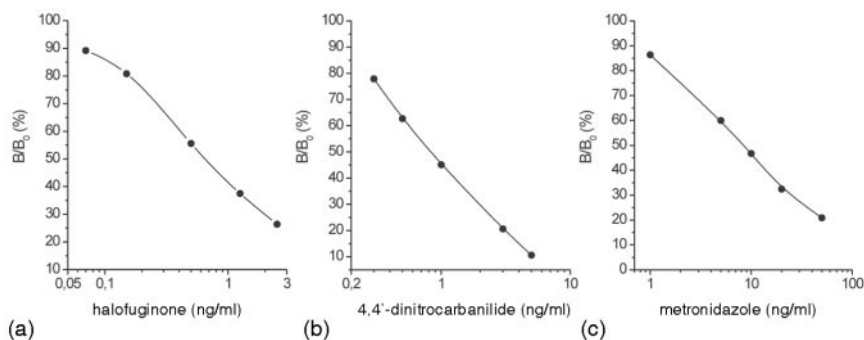 100
90
80
70
60
50
40
30
20
10
B/B₀ (%)
0,05 0,1 1 3
halofuginone (ng/ml)
(a)
100
90
80
70
60
50
40
30
20
10
0
B/B₀ (%)
0,2 1 10
4,4'-dinitrocarbanilide (ng/ml)
(b)
100
90
80
70
60
50
40
30
20
10
0
B/B₀ (%)
1 10 100
metronidazole (ng/ml)
(c)